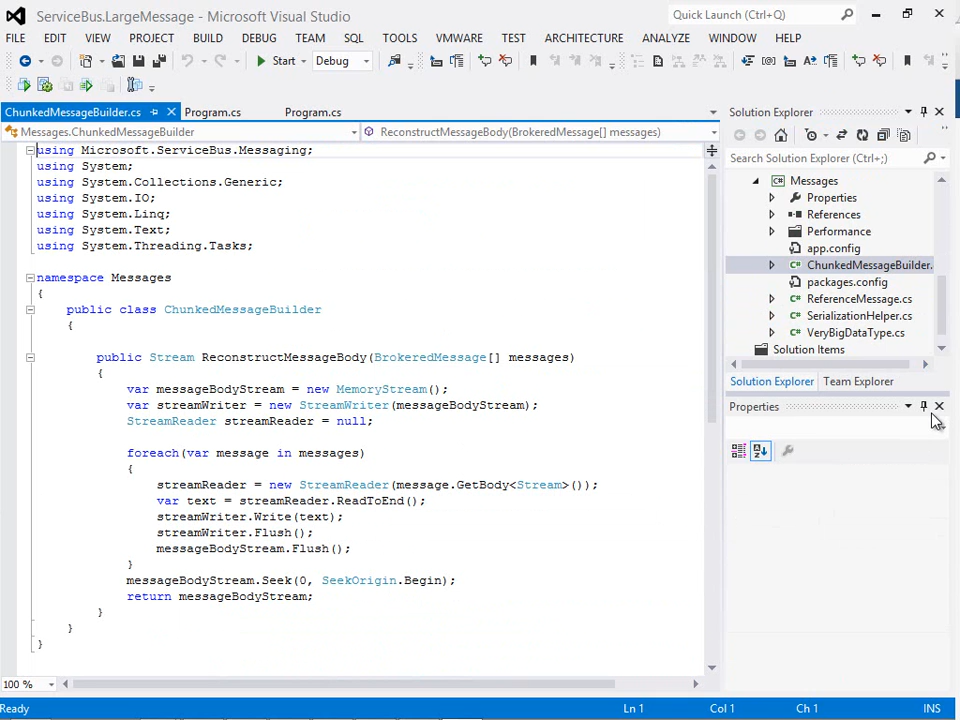 ServiceBus.LargeMessage - Microsoft Visual Studio
Quick Launch (Ctrl+;)
FILE EDIT VIEW PROJECT BUILD DEBUG TEAM SQL TOOLS VMWARE TEST ARCHITECTURE ANALYZE WINDOW HELP
Start Debug
ChunkedMessageBuilder.cs Program.cs Program.cs
Messages.ChunkedMessageBuilder ReconstructMessageBody(BrokeredMessage[] messages)
using Microsoft.ServiceBus.Messaging;
using System;
using System.Collections.Generic;
using System.IO;
using System.Linq;
using System.Text;
using System.Threading.Tasks;
namespace Messages
{
public class ChunkedMessageBuilder
{
public Stream ReconstructMessageBody(BrokeredMessage[] messages)
{
var messageBodyStream = new MemoryStream();
var streamWriter = new StreamWriter(messageBodyStream);
StreamReader streamReader = null;
foreach(var message in messages)
{
streamReader = new StreamReader(message.GetBody<Stream>());
var text = streamReader.ReadToEnd();
streamWriter.Write(text);
streamWriter.Flush();
messageBodyStream.Flush();
}
messageBodyStream.Seek(0, SeekOrigin.Begin);
return messageBodyStream;
}
}
}
100 %
Solution Explorer
Search Solution Explorer (Ctrl+;)
Messages
Properties
References
Performance
app.config
ChunkedMessageBuilder.
packages.config
ReferenceMessage.cs
SerializationHelper.cs
VeryBigDataType.cs
Solution Items
Solution Explorer Team Explorer
Properties
Ready Ln 1 Col 1 Ch 1 INS